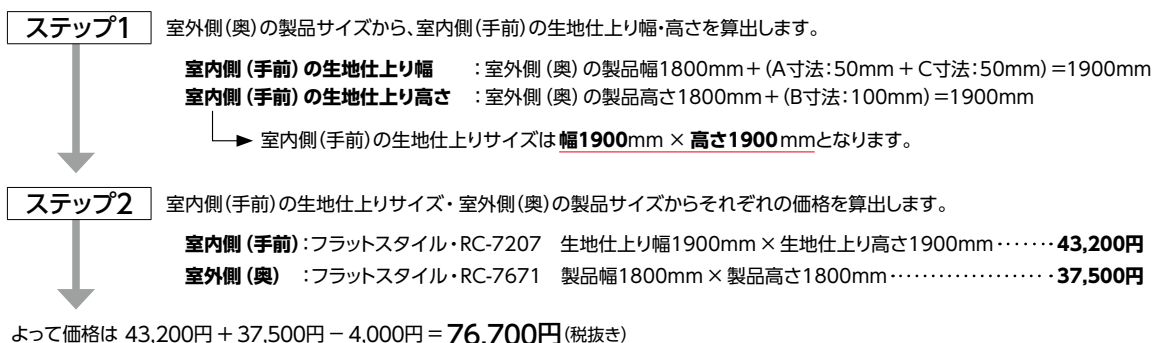 ステップ1 室外側(奥)の製品サイズから、室内側(手前)の生地仕上り幅・高さを算出します。
室内側(手前)の生地仕上り幅 :室外側(奥)の製品幅1800mm+(A寸法:50mm+C寸法:50mm)=1900mm
室内側(手前)の生地仕上り高さ :室外側(奥)の製品高さ1800mm+(B寸法:100mm)=1900mm
室内側(手前)の生地仕上りサイズは幅1900mm × 高さ1900mmとなります。
ステップ2 室内側(手前)の生地仕上りサイズ・室外側(奥)の製品サイズからそれぞれの価格を算出します。
室内側(手前):フラットスタイル・RC-7207 生地仕上り幅1900mm×生地仕上り高さ1900mm・・・・・・・43,200円
室外側(奥) :フラットスタイル・RC-7671 製品幅1800mm×製品高さ1800mm・・・・・・・・・・・・・・・・・・・37,500円
よって価格は 43,200円+37,500円-4,000円=76,700円(税抜き)